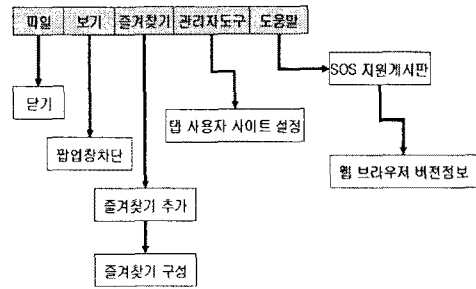 파일 보기 즐겨찾기 관리자도구 도움말
SOS 지원게시판
닫기
탭 사용자 사이트 설정
팝업창차단
웹 브라우져 버전정보
즐겨찾기 추가
즐겨찾기 구성